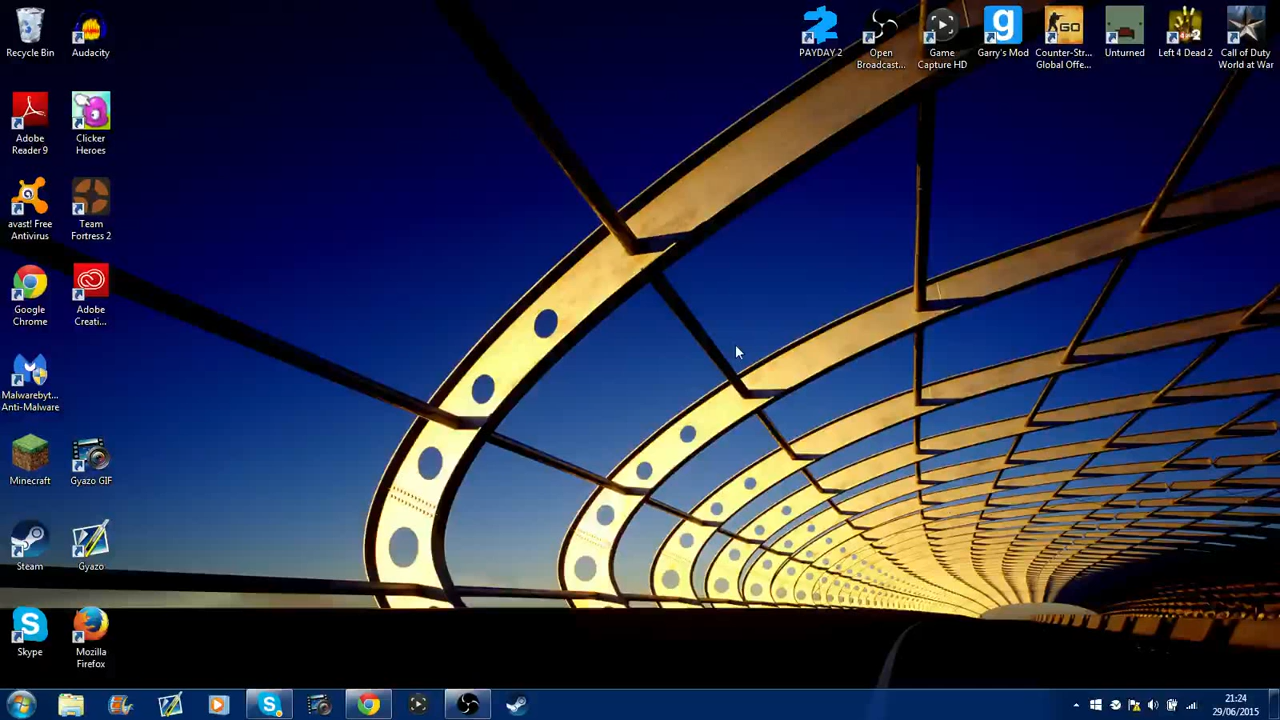 Recycle Bin
Audacity
PAYDAY 2
Open
Broadcast...
Game
Capture HD
Garry's Mod
Counter-Str...
Global Offe...
Unturned
Left 4 Dead 2
Call of Duty
World at War
Adobe
Reader 9
Clicker
Heroes
avast! Free
Antivirus
Team
Fortress 2
Google
Chrome
Adobe
Creati...
Malwarebyt...
Anti-Malware
Minecraft
Gyazo GIF
Steam
Gyazo
Skype
Mozilla
Firefox
21:24
29/06/2015